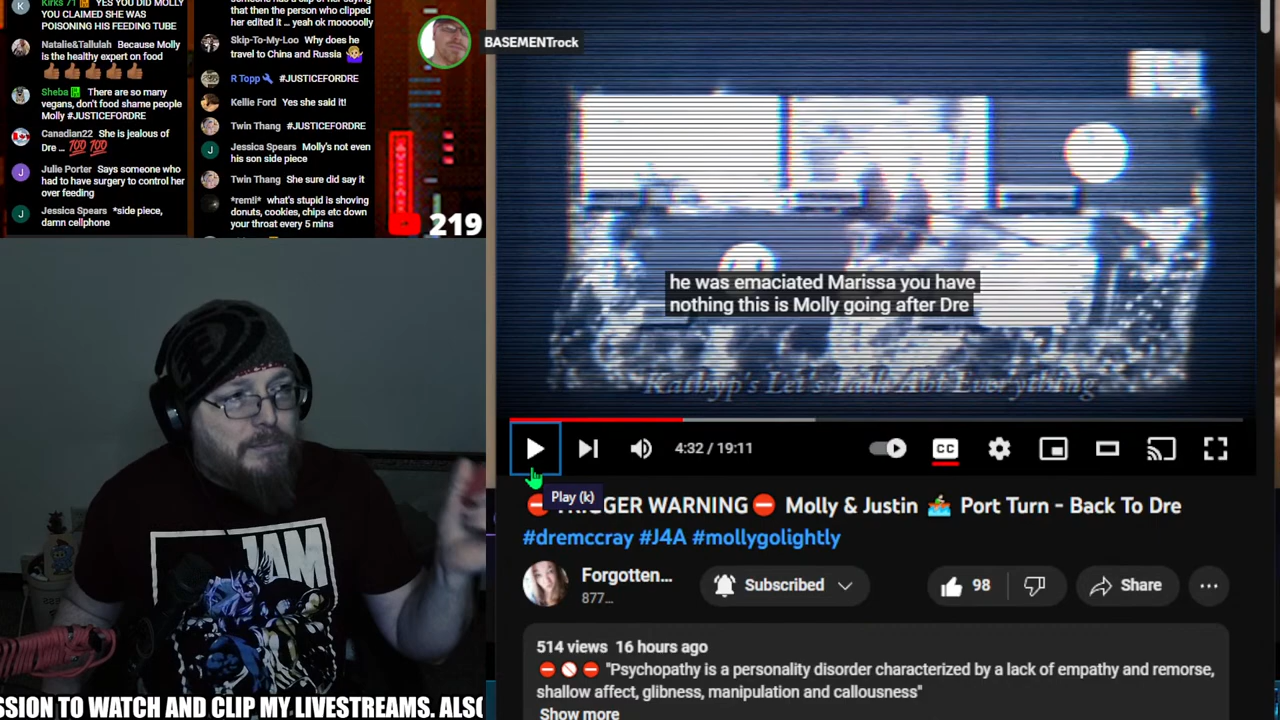 Kirks 71 YES YOU DID MOLLY
YOU CLAIMED SHE WAS
POISONING HIS FEEDING TUBE
Natalie&Tallulah Because Molly
is the healthy expert on food
Sheba There are so many
vegans, don't food shame people
Molly #JUSTICEFORDRE
Canadian22 She is jealous of
Dre ... 💯 💯
Julie Porter Says someone who
had to have surgery to control her
over feeding
Jessica Spears *side piece,
damn cellphone
that then the person who clipped
her edited it ... yeah ok mooooolly
Skip-To-My-Loo Why does he
travel to China and Russia
R Topp #JUSTICEFORDRE
Kellie Ford Yes she said it!
Twin Thang #JUSTICEFORDRE
Jessica Spears Molly's not even
his son side piece
Twin Thang She sure did say it
*rem!!* what's stupid is shoving
donuts, cookies, chips etc down
your throat every 5 mins
219
BASEMENTrock
he was emaciated Marissa you have
nothing this is Molly going after Dre
Kathyp's Let's Talk Abt Everything
4:32 / 19:11
CC
Play (k)
⛔ TRIGGER WARNING ⛔ Molly & Justin 🚣 Port Turn - Back To Dre
#dremccray #J4A #mollygolightly
Forgotten...
877...
Subscribed
98
Share
514 views 16 hours ago
⛔ 🚫 ⛔ "Psychopathy is a personality disorder characterized by a lack of empathy and remorse,
shallow affect, glibness, manipulation and callousness"
Show more
JAM
SSION TO WATCH AND CLIP MY LIVESTREAMS. ALSO